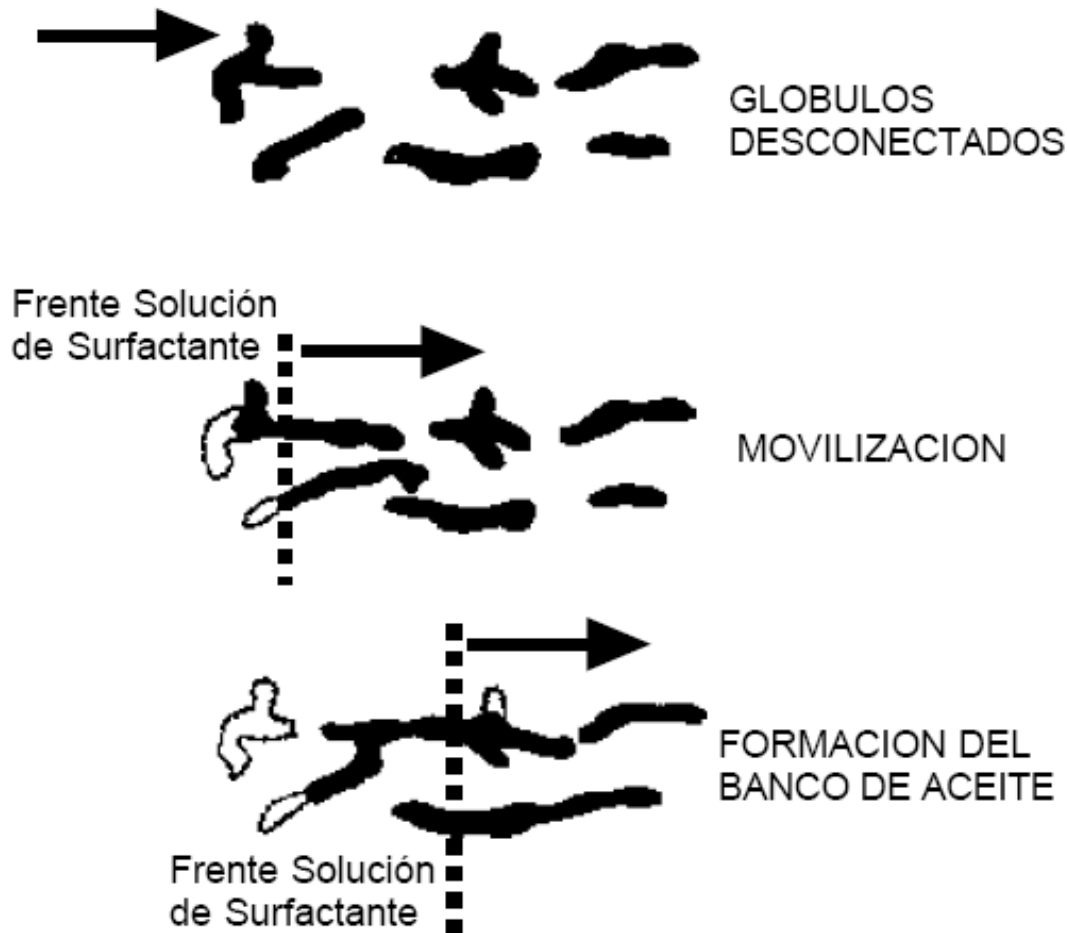 GLOBULOS
DESCONECTADOS
Frente Solución
de Surfactante
MOVILIZACION
FORMACION DEL
BANCO DE ACEITE
Frente Solución
de Surfactante